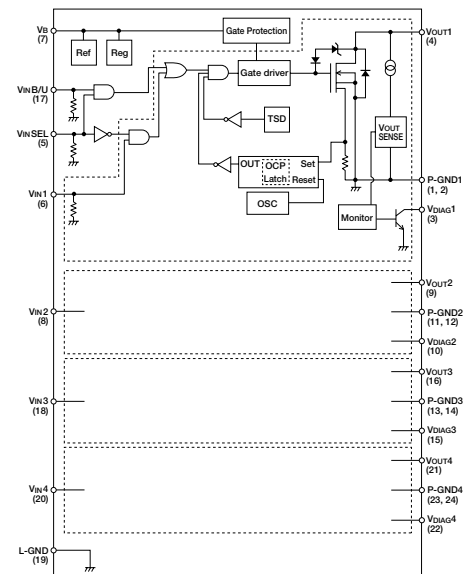 VB
(7)
Gate Protection
VOUT1
(4)
Ref
Reg
Gate driver
VINB/U
(17)
VINSEL
(5)
TSD
VOUT
SENSE
OUT
OCP
Set
Latch
Reset
P-GND1
(1, 2)
VIN1
(6)
OSC
Monitor
VDIAG1
(3)
VOUT2
(9)
VIN2
(8)
P-GND2
(11, 12)
VDIAG2
(10)
VOUT3
(16)
VIN3
(18)
P-GND3
(13, 14)
VDIAG3
(15)
VOUT4
(21)
VIN4
(20)
P-GND4
(23, 24)
VDIAG4
(22)
L-GND
(19)